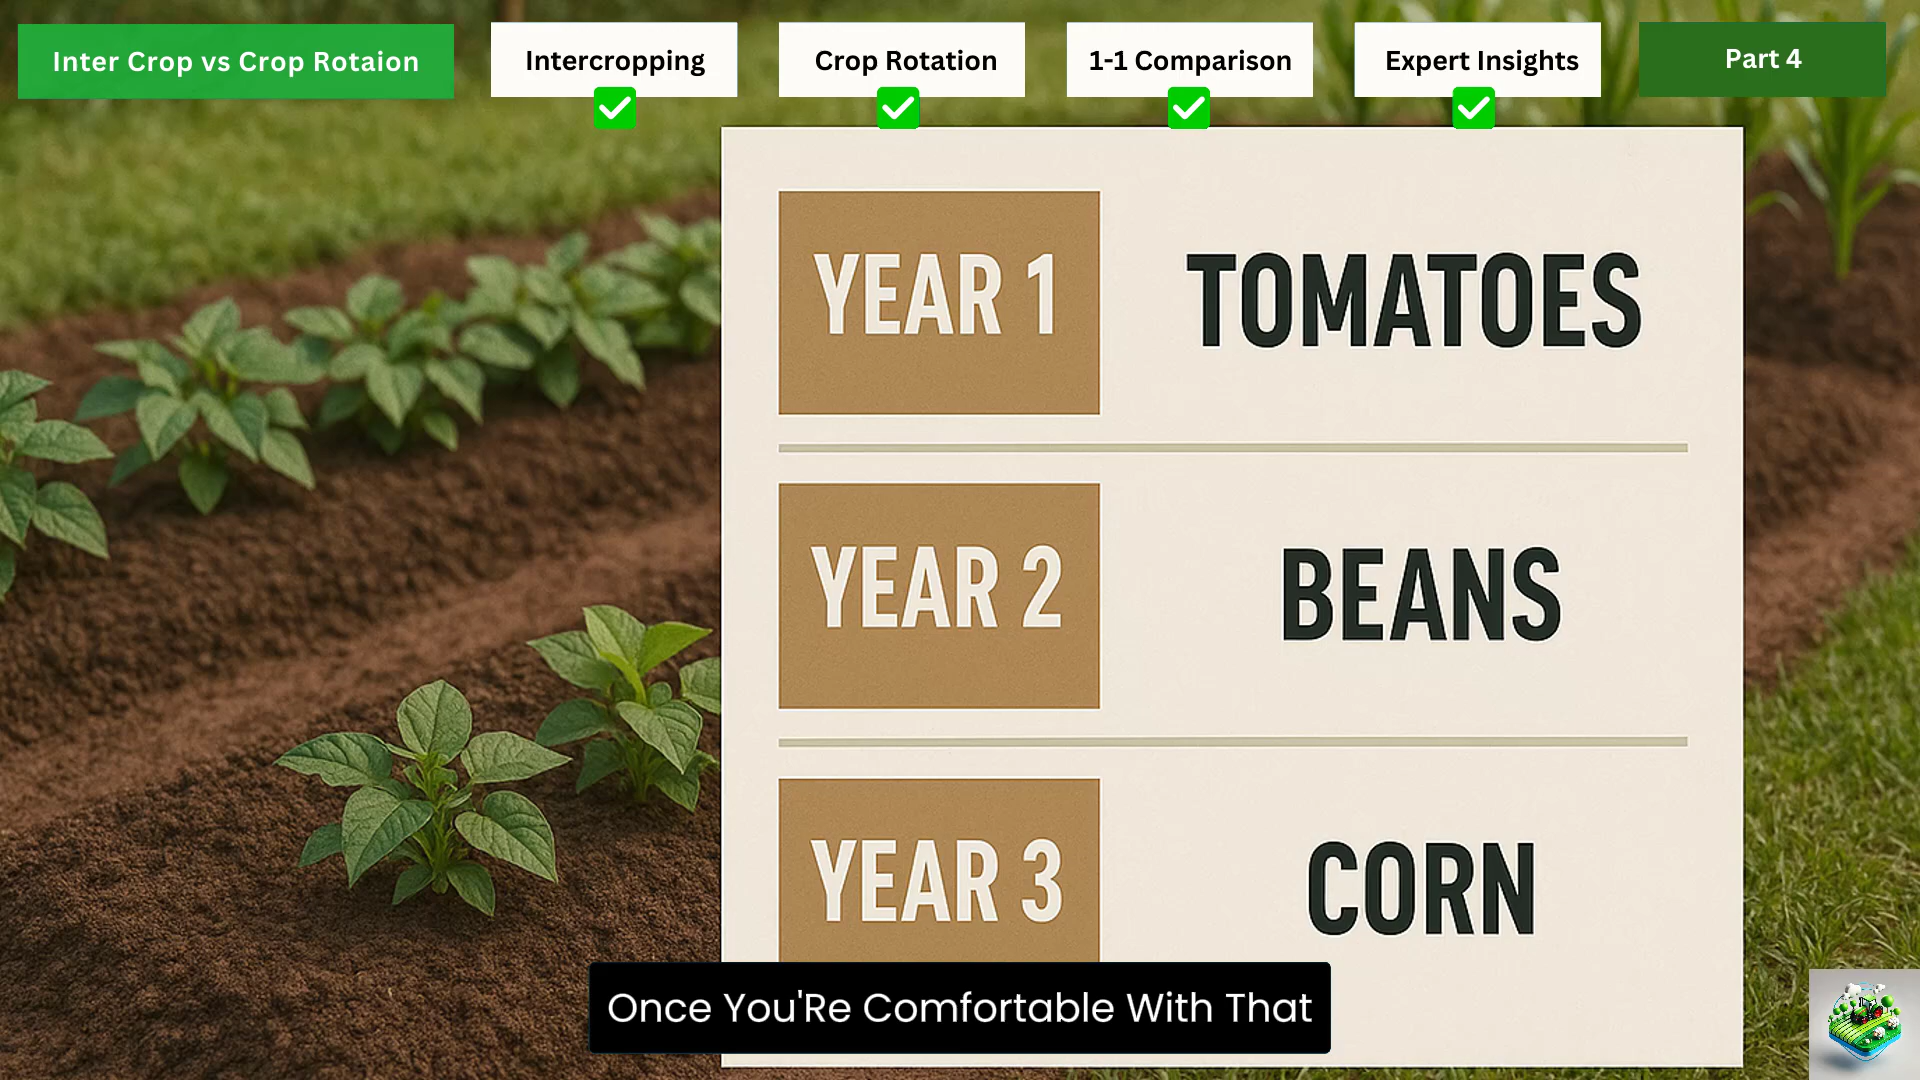 Inter Crop vs Crop Rotaion
Intercropping
Crop Rotation
1-1 Comparison
Expert Insights
Part 4
YEAR 1
TOMATOES
YEAR 2
BEANS
YEAR 3
CORN
Once You'Re Comfortable With That